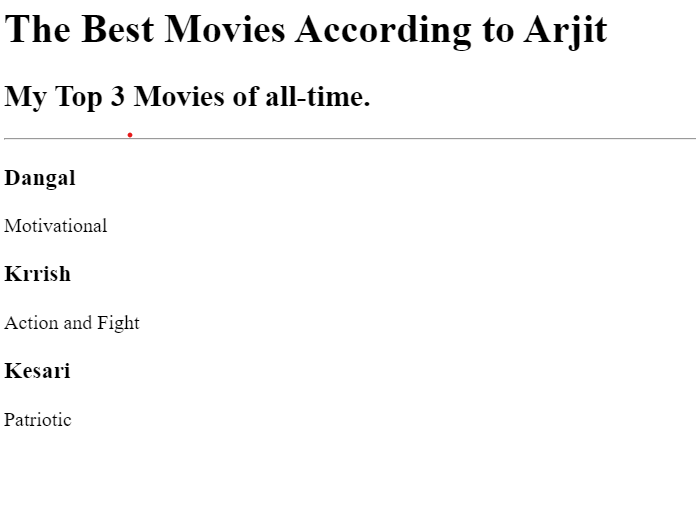 The Best Movies According to Arjit
My Top 3 Movies of all-time.
Dangal
Motivational
Krrish
Action and Fight
Kesari
Patriotic